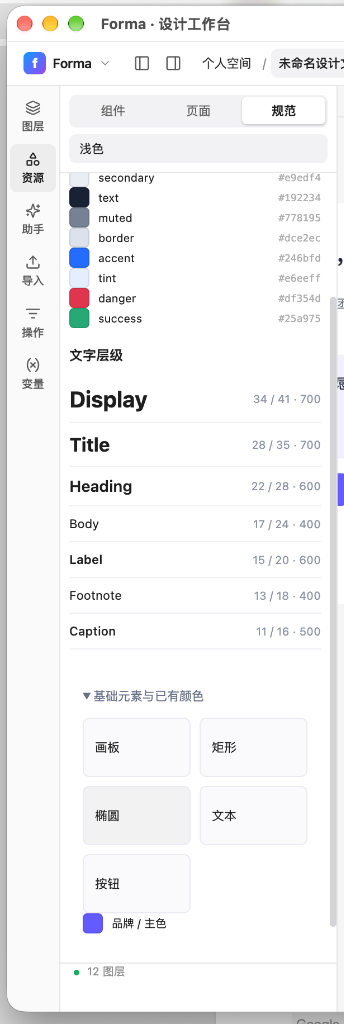 Forma · 设计工作台
f Forma 个人空间 / 未命名设计文
图层
资源
助手
导入
操作
变量
组件 页面 规范
浅色
secondary #e9edf4
text #192234
muted #778195
border #dce2ec
accent #246bfd
tint #e6eeff
danger #df354d
success #25a975
文字层级
Display 34 / 41 · 700
Title 28 / 35 · 700
Heading 22 / 28 · 600
Body 17 / 24 · 400
Label 15 / 20 · 600
Footnote 13 / 18 · 400
Caption 11 / 16 · 500
▼基础元素与已有颜色
画板 矩形
椭圆 文本
按钮
品牌 / 主色
12 图层